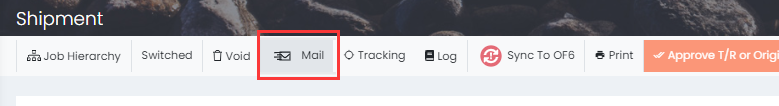 Shipment
Job Hierarchy Switched Void Mail Tracking Log Sync To OF6 Print Approve T/R or Origi